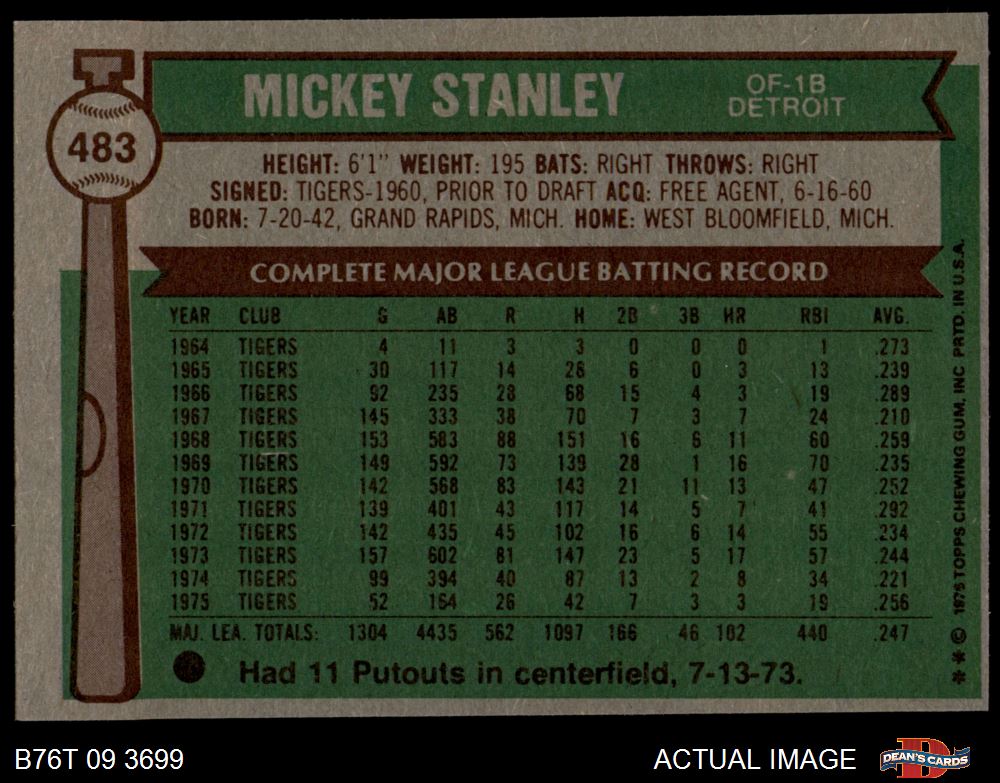 483
MICKEY STANLEY
OF-1B
DETROIT
HEIGHT: 6'1" WEIGHT: 195 BATS: RIGHT THROWS: RIGHT
SIGNED: TIGERS-1960, PRIOR TO DRAFT ACQ: FREE AGENT, 6-16-60
BORN: 7-20-42, GRAND RAPIDS, MICH. HOME: WEST BLOOMFIELD, MICH.
COMPLETE MAJOR LEAGUE BATTING RECORD
YEAR CLUB G AB R H 2B 3B HR RBI AVG.
1964 TIGERS 4 11 3 3 0 0 0 1 .273
1965 TIGERS 30 117 14 28 6 0 3 13 .239
1966 TIGERS 92 235 28 68 15 4 3 19 .289
1967 TIGERS 145 333 38 70 7 3 7 24 .210
1968 TIGERS 153 583 88 151 16 6 11 60 .259
1969 TIGERS 149 592 73 139 28 1 16 70 .235
1970 TIGERS 142 568 83 143 21 11 13 47 .252
1971 TIGERS 139 401 43 117 14 5 7 41 .292
1972 TIGERS 142 435 45 102 16 6 14 55 .234
1973 TIGERS 157 602 81 147 23 5 17 57 .244
1974 TIGERS 99 394 40 87 13 2 8 34 .221
1975 TIGERS 52 164 26 42 7 3 3 19 .256
MAJ. LEA. TOTALS: 1304 4435 562 1097 166 46 102 440 .247
Had 11 Putouts in centerfield, 7-13-73.
* * © 1976 TOPPS CHEWING GUM, INC PRTD. IN U.S.A.
B76T 09 3699
ACTUAL IMAGE
DEAN'S CARDS